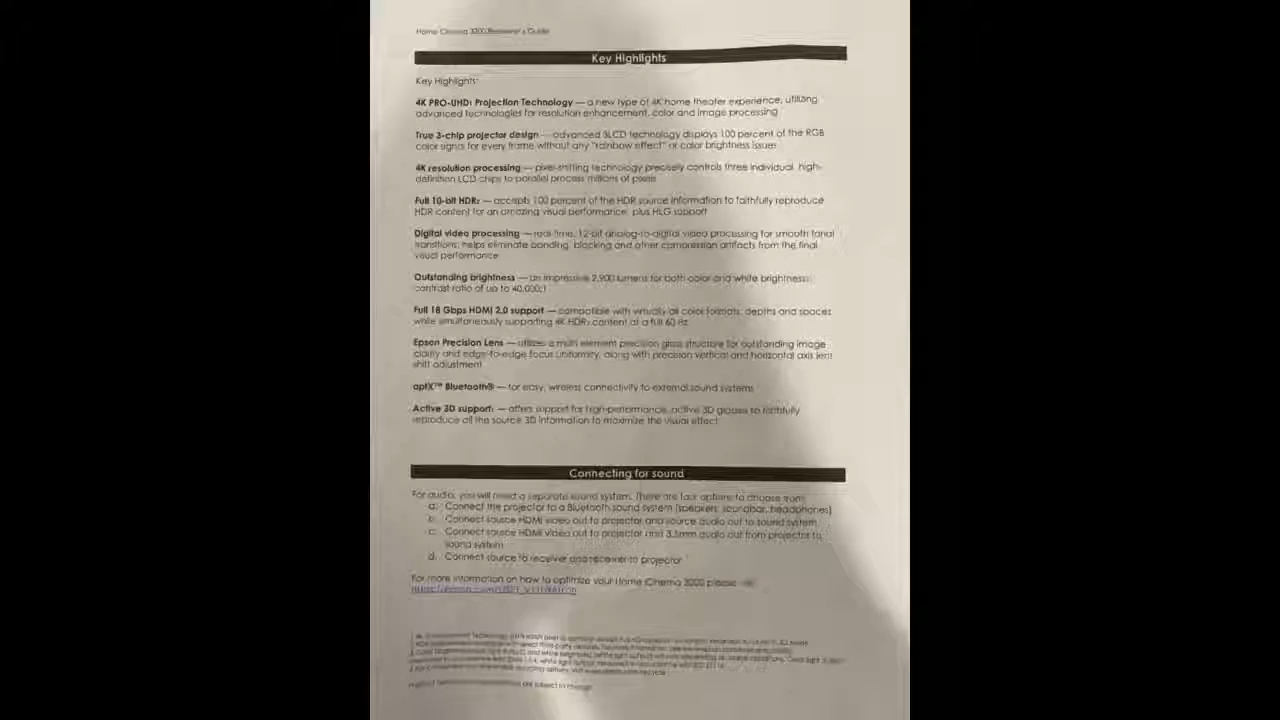 Home Cinema 3200 Reviewer's Guide
Key Highlights
Key Highlights:
4K PRO-UHD1 Projection Technology — a new type of 4K home theater experience, utilizing
advanced technologies for resolution enhancement, color and image processing
True 3-chip projector design — advanced 3LCD technology displays 100 percent of the RGB
color signal for every frame without any "rainbow effect" or color brightness issues
4K resolution processing — pixel-shifting technology precisely controls three individual high-
definition LCD chips to parallel process millions of pixels
Full 10-bit HDR2 — accepts 100 percent of the HDR source information to faithfully reproduce
HDR content for an amazing visual performance, plus HLG support
Digital video processing — real-time, 12-bit analog-to-digital video processing for smooth tonal
transitions; helps eliminate banding, blocking and other compression artifacts from the final
visual performance
Outstanding brightness — an impressive 2,900 lumens for both color and white brightness;
contrast ratio of up to 40,000:1
Full 18 Gbps HDMI 2.0 support — compatible with virtually all color formats, depths and spaces
while simultaneously supporting 4K HDR2 content at a full 60 Hz
Epson Precision Lens — utilizes a multi element precision glass structure for outstanding image
clarity and edge-to-edge focus uniformity, along with precision vertical and horizontal axis lens
shift adjustment
aptX™ Bluetooth® — for easy, wireless connectivity to external sound systems
Active 3D support: — offers support for high-performance, active 3D glasses to faithfully
reproduce all the source 3D information to maximize the visual effect
Connecting for sound
For audio, you will need a separate sound system. There are four options to choose from:
a. Connect the projector to a Bluetooth sound system (speakers, soundbar, headphones)
b. Connect source HDMI video out to projector and source audio out to sound system
c. Connect source HDMI video out to projector and 3.5mm audio out from projector to
sound system
d. Connect source to receiver and receiver to projector
For more information on how to optimize your Home Cinema 3200 please
are subject to change